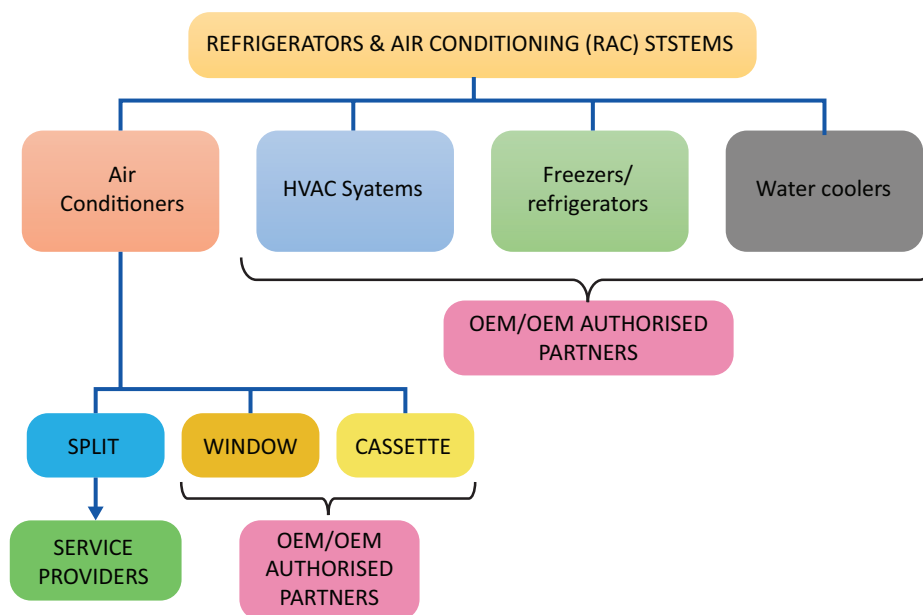 REFRIGERATORS & AIR CONDITIONING (RAC) STSTEMS
Air
Conditioners
HVAC Syatems
Freezers/
refrigerators
Water coolers
OEM/OEM AUTHORISED
PARTNERS
SPLIT
WINDOW
CASSETTE
SERVICE
PROVIDERS
OEM/OEM
AUTHORISED
PARTNERS